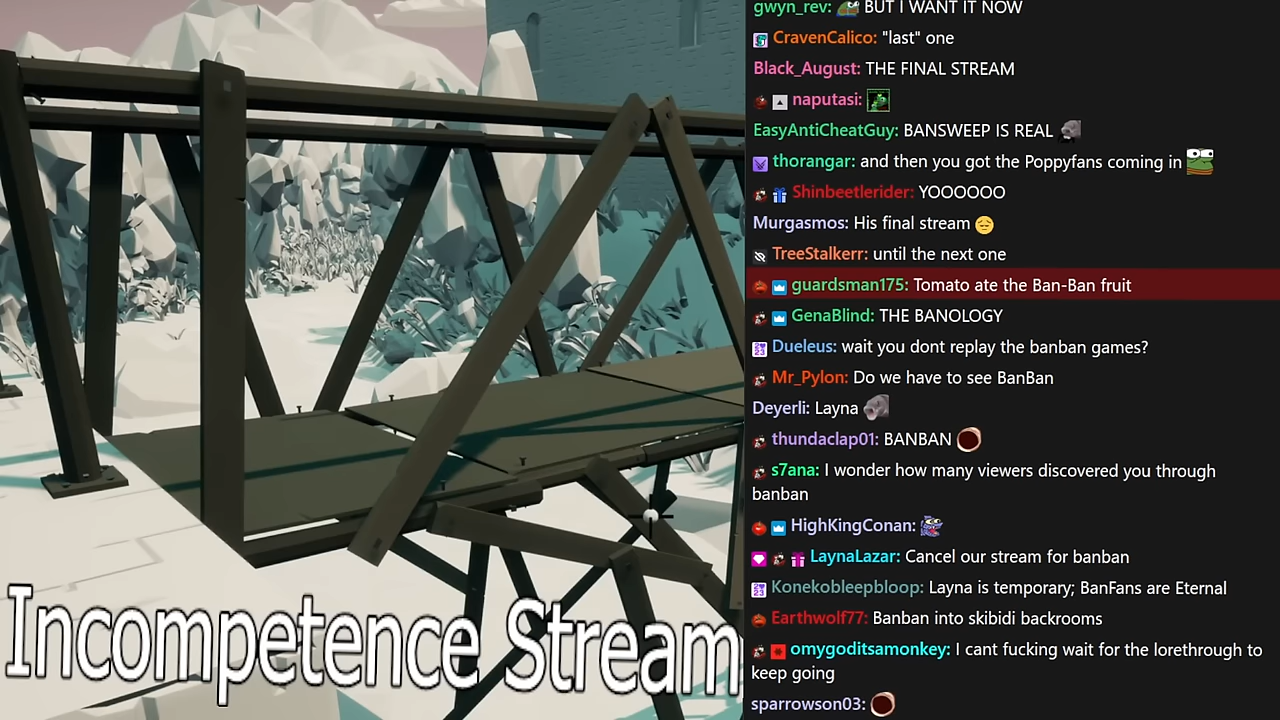 gwyn_rev: BUT I WANT IT NOW
CravenCalico: "last" one
Black_August: THE FINAL STREAM
naputasi:
EasyAntiCheatGuy: BANSWEEP IS REAL
thorangar: and then you got the Poppyfans coming in
Shinbeetlerider: YOOOOOO
Murgasmos: His final stream
TreeStalkerr: until the next one
guardsman175: Tomato ate the Ban-Ban fruit
GenaBlind: THE BANOLOGY
Dueleus: wait you dont replay the banban games?
Mr_Pylon: Do we have to see BanBan
Deyerli: Layna
thundaclap01: BANBAN
s7ana: I wonder how many viewers discovered you through
banban
HighKingConan:
LaynaLazar: Cancel our stream for banban
Konekobleepbloop: Layna is temporary; BanFans are Eternal
Earthwolf77: Banban into skibidi backrooms
omygoditsamonkey: I cant fucking wait for the lorethrough to
keep going
sparrowson03:
Incompetence Stream